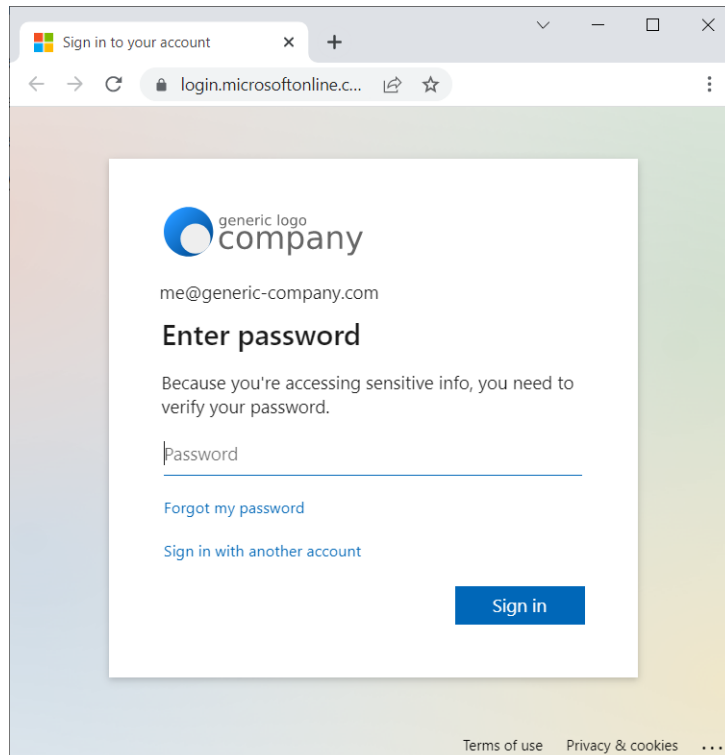 Sign in to your account
login.microsoftonline.c...
generic logo
company
me@generic-company.com
Enter password
Because you're accessing sensitive info, you need to
verify your password.
Password
Forgot my password
Sign in with another account
Sign in
Terms of use Privacy & cookies ...